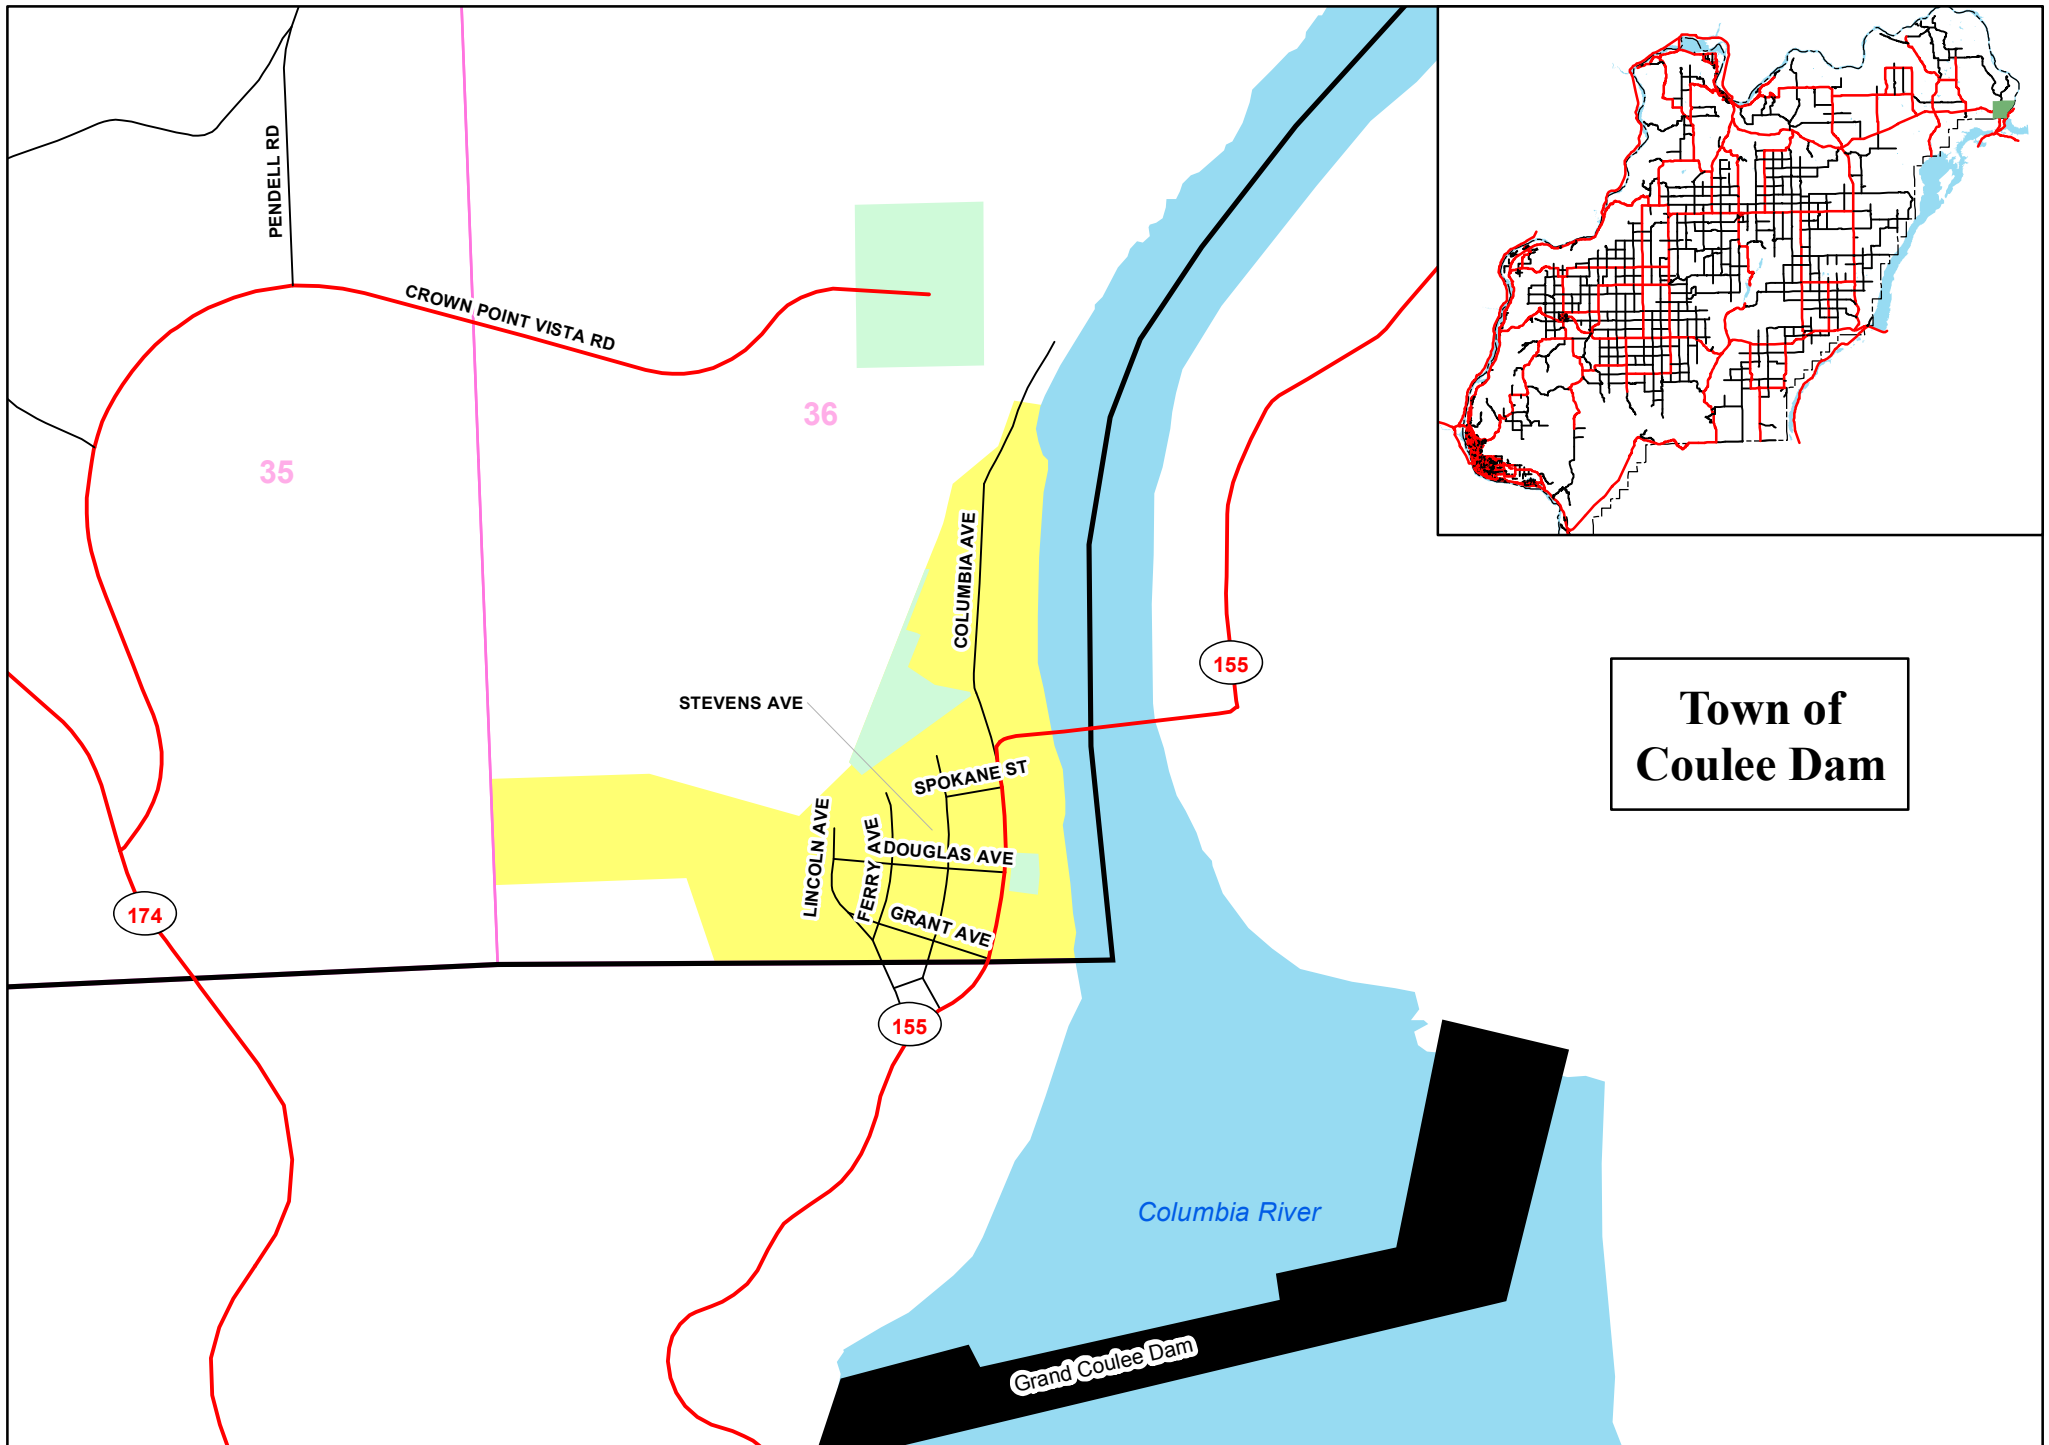 PENDELL RD
CROWN POINT VISTA RD
36
35
COLUMBIA AVE
155
STEVENS AVE
Town of
Coulee Dam
SPOKANE ST
LINCOLN AVE
FERRY AVE
DOUGLAS AVE
174
GRANT AVE
155
Columbia River
Grand Coulee Dam